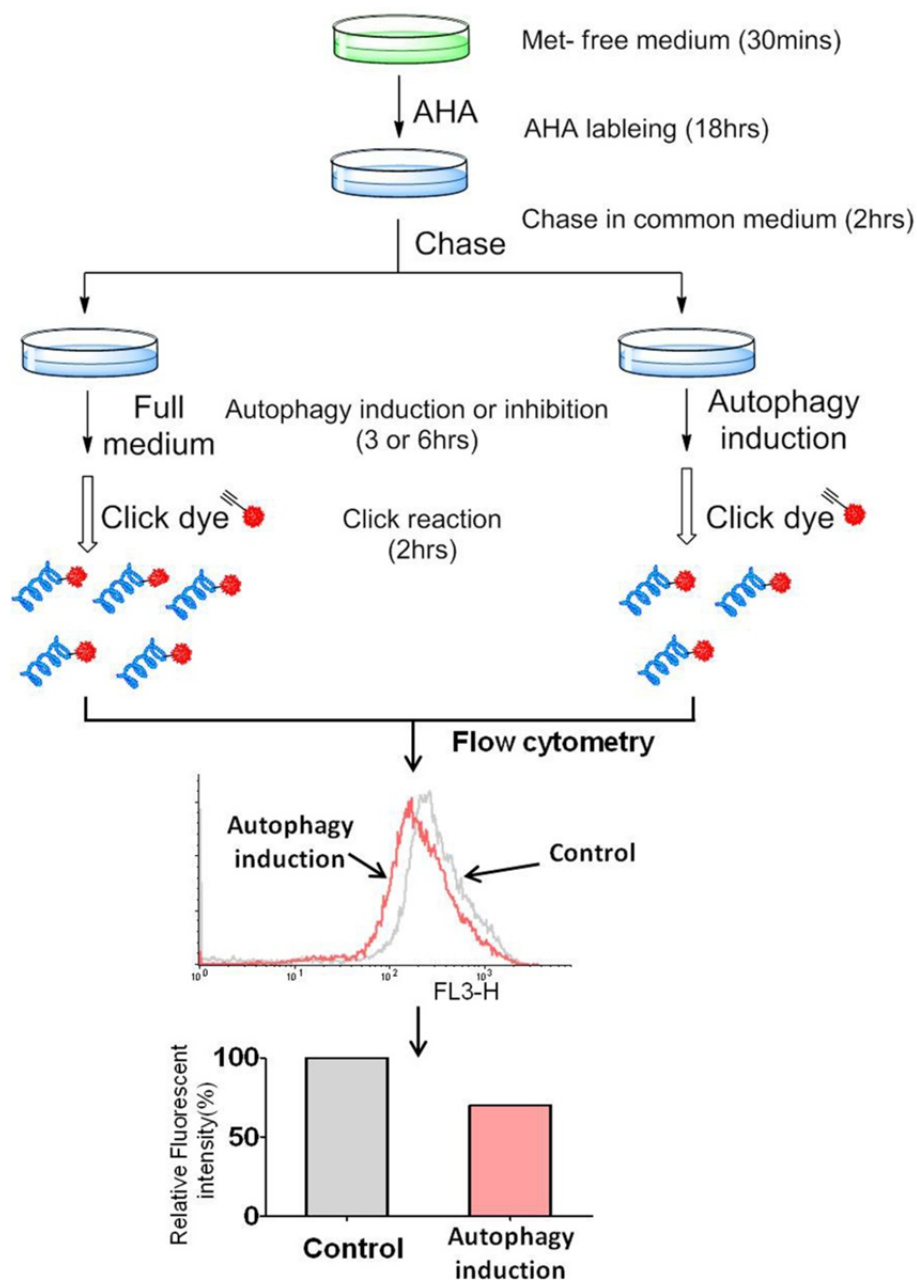 Met- free medium (30mins)
AHA
AHA lableing (18hrs)
Chase in common medium (2hrs)
Chase
Full
medium
Autophagy induction or inhibition
(3 or 6hrs)
Autophagy
induction
Click dye
Click reaction
(2hrs)
Click dye
Flow cytometry
Autophagy
induction
Control
10^0 10^1 10^2 10^3
FL3-H
Relative Fluorescent
intensity(%)
100
50
0
Control
Autophagy
induction